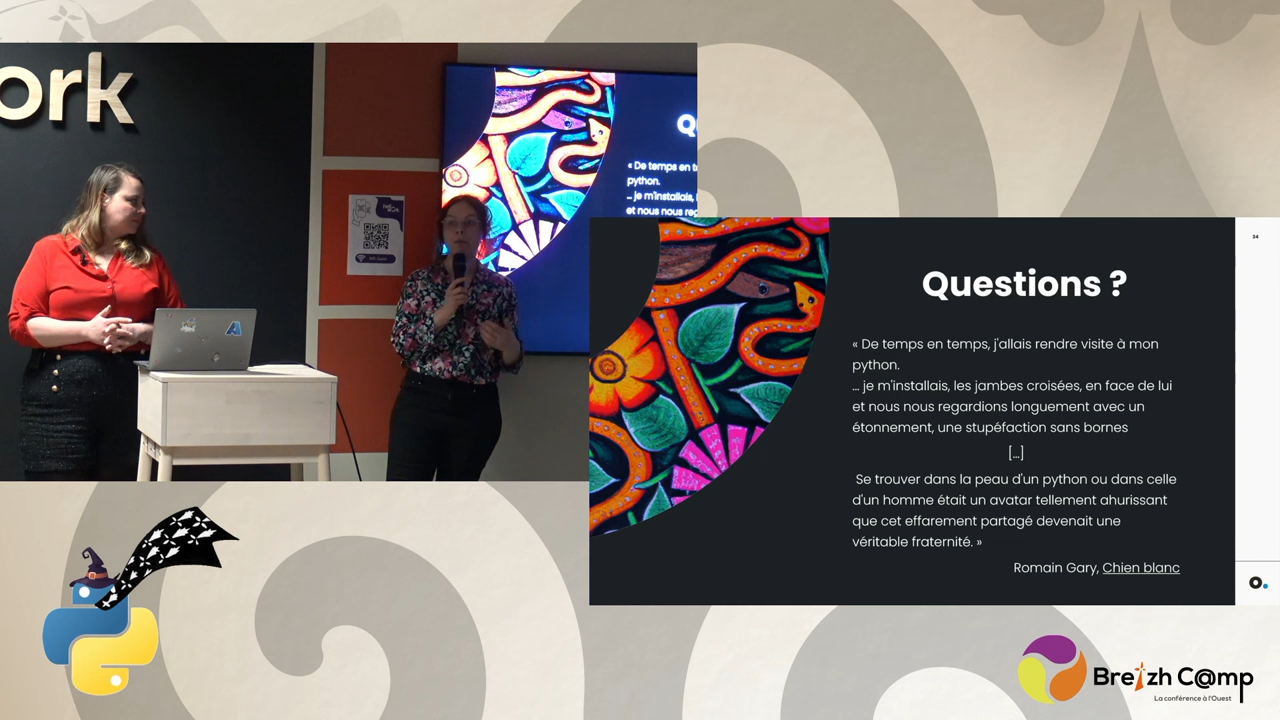 ork
Q
« De temps en t
python.
... je m'installais,
et nous nous reg
34
Questions ?
« De temps en temps, j'allais rendre visite à mon
python.
... je m'installais, les jambes croisées, en face de lui
et nous nous regardions longuement avec un
étonnement, une stupéfaction sans bornes
[...]
Se trouver dans la peau d'un python ou dans celle
d'un homme était un avatar tellement ahurissant
que cet effarement partagé devenait une
véritable fraternité. »
Romain Gary, Chien blanc
o.
Breizh C@mp
La conférence à l'Ouest